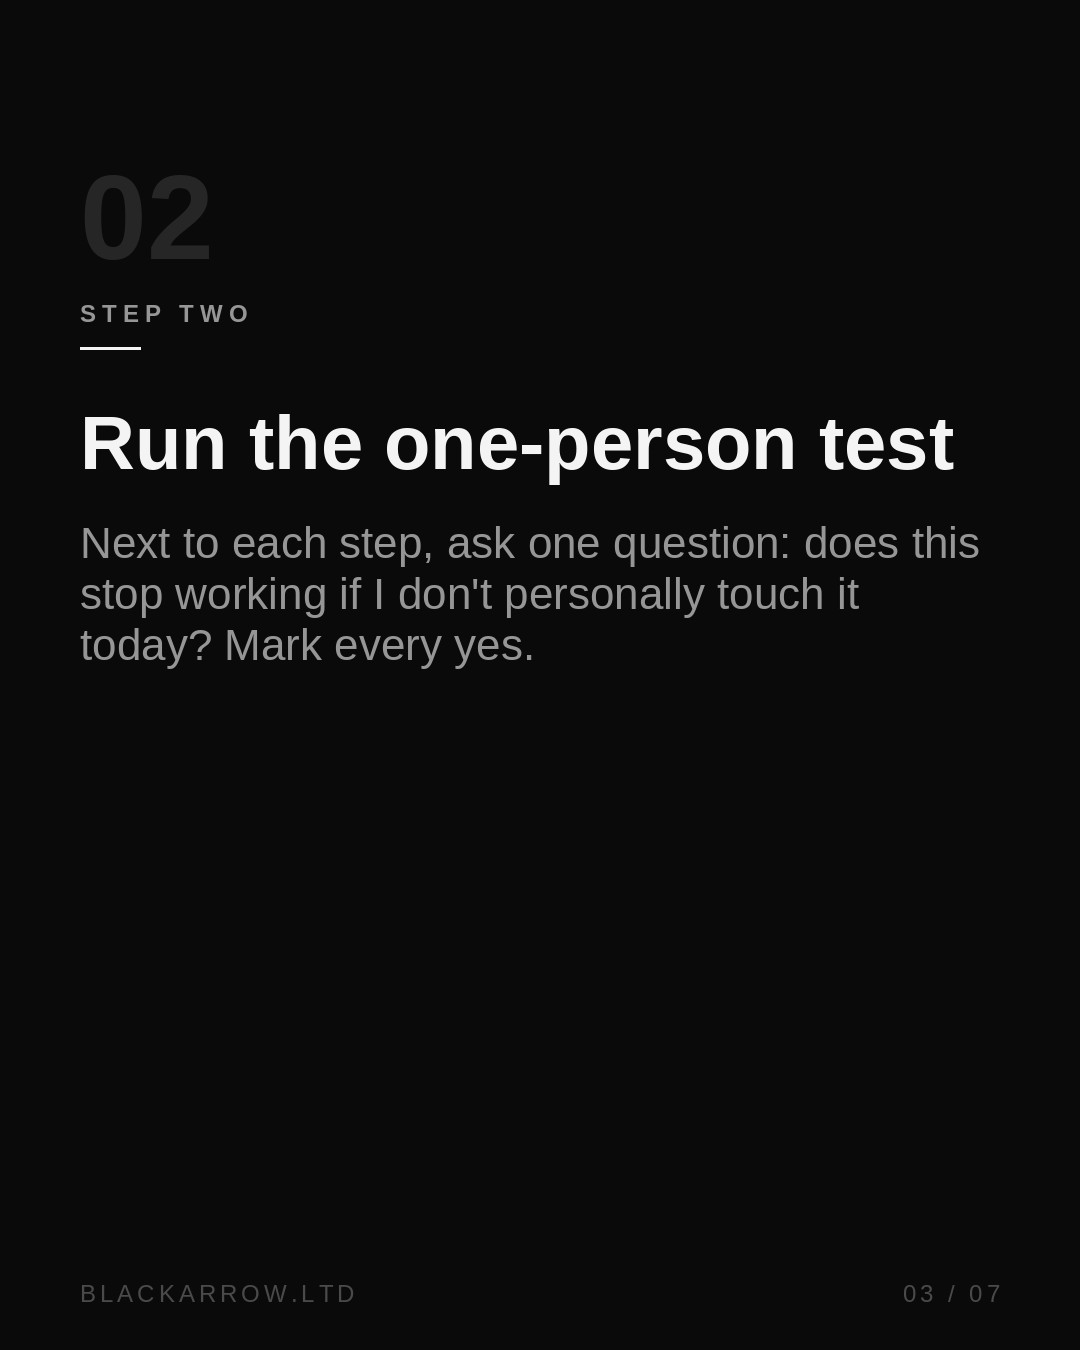 02
STEP TWO
Run the one-person test
Next to each step, ask one question: does this
stop working if I don't personally touch it
today? Mark every yes.
BLACKARROW.LTD
03 / 07